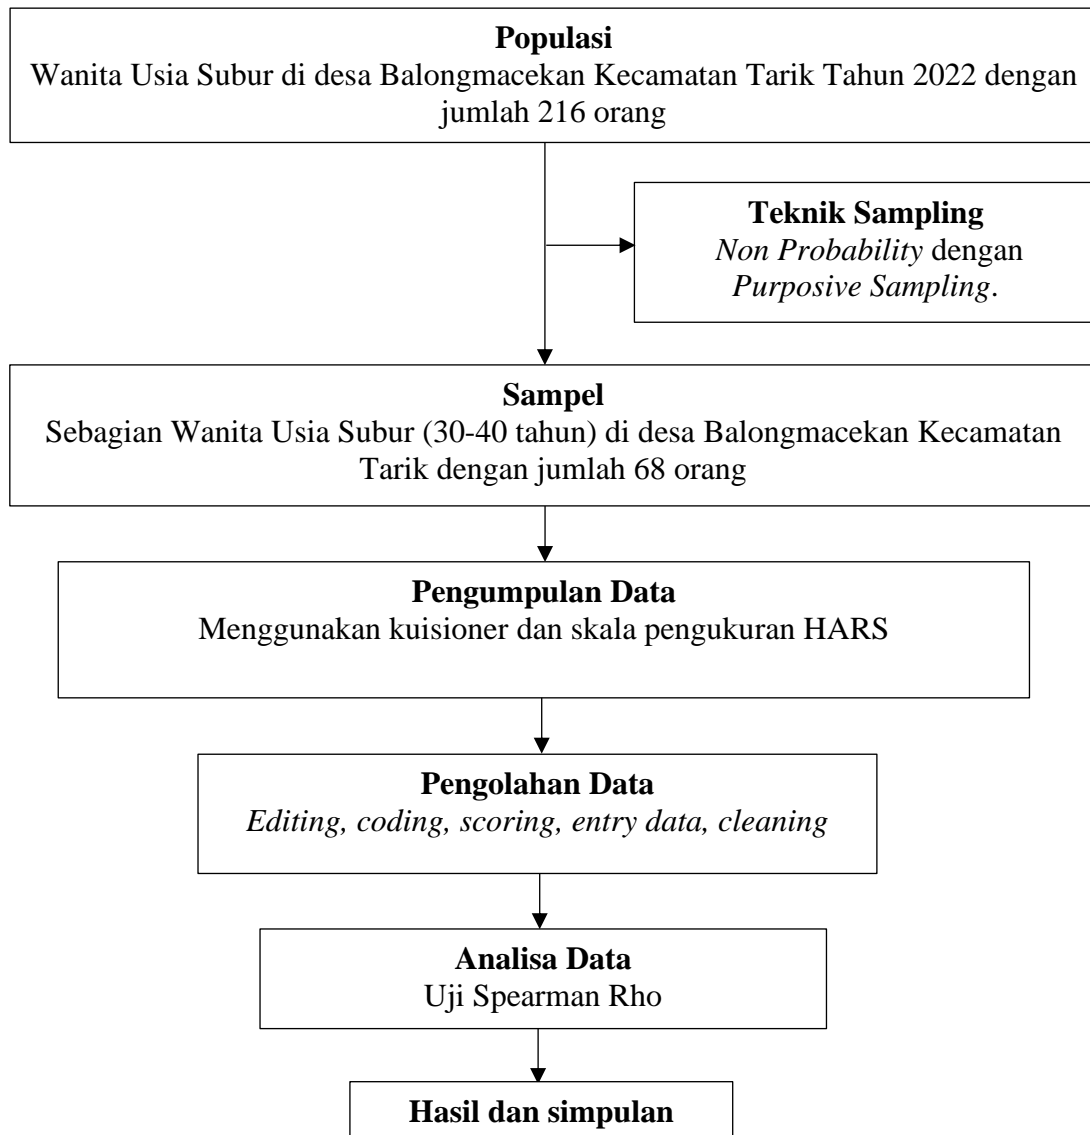 Populasi
Wanita Usia Subur di desa Balongmacekan Kecamatan Tarik Tahun 2022 dengan
jumlah 216 orang
Teknik Sampling
Non Probability dengan
Purposive Sampling.
Sampel
Sebagian Wanita Usia Subur (30-40 tahun) di desa Balongmacekan Kecamatan
Tarik dengan jumlah 68 orang
Pengumpulan Data
Menggunakan kuisioner dan skala pengukuran HARS
Pengolahan Data
Editing, coding, scoring, entry data, cleaning
Analisa Data
Uji Spearman Rho
Hasil dan simpulan